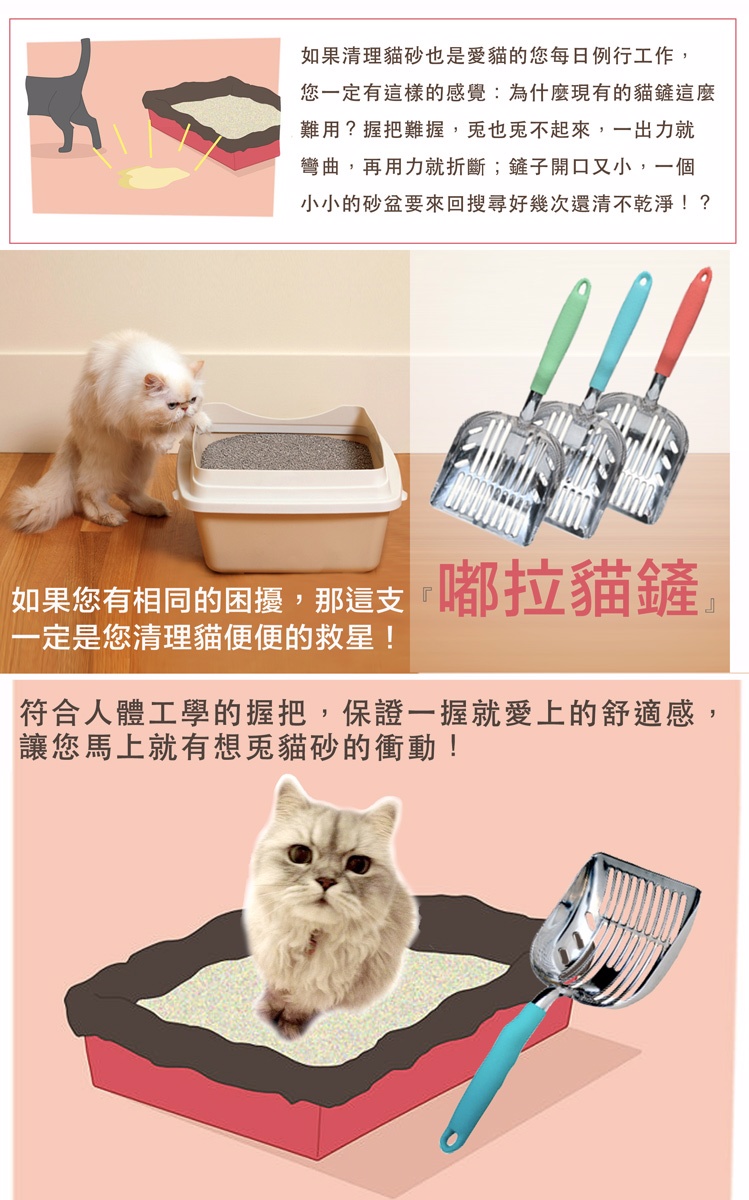 如果清理貓砂也是愛貓的您每日例行工作，
您一定有這樣的感覺：為什麼現有的貓鏟這麼
難用？握把難握，兎也兎不起來，一出力就
彎曲，再用力就折斷；鏟子開口又小，一個
小小的砂盆要來回搜尋好幾次還清不乾淨！？
如果您有相同的困擾，那這支『嘟拉貓鏟』
一定是您清理貓便便的救星！
符合人體工學的握把，保證一握就愛上的舒適感，
讓您馬上就有想兎貓砂的衝動！